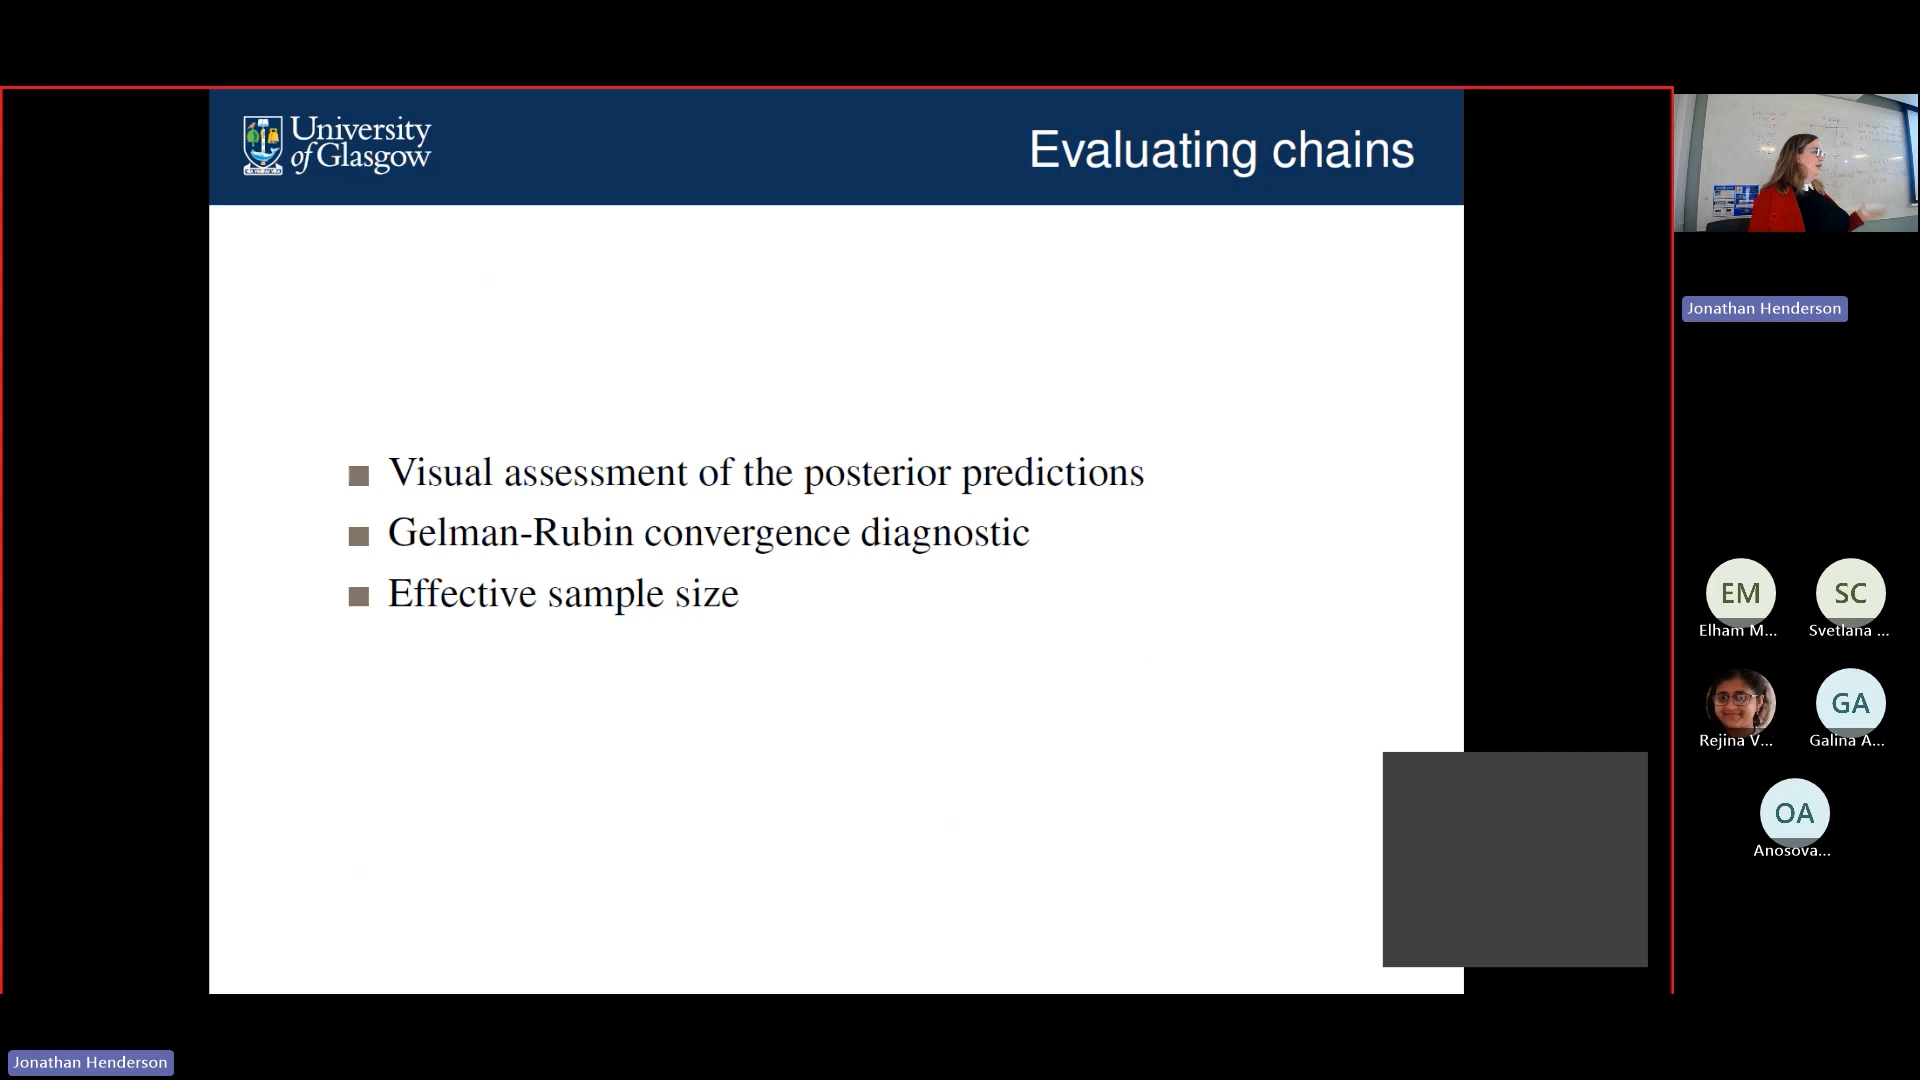 University
of Glasgow
Evaluating chains
Visual assessment of the posterior predictions
Gelman-Rubin convergence diagnostic
Effective sample size
Jonathan Henderson
EM
Elham M...
SC
Svetlana ...
Rejina V...
GA
Galina A...
OA
Anosova...
Jonathan Henderson